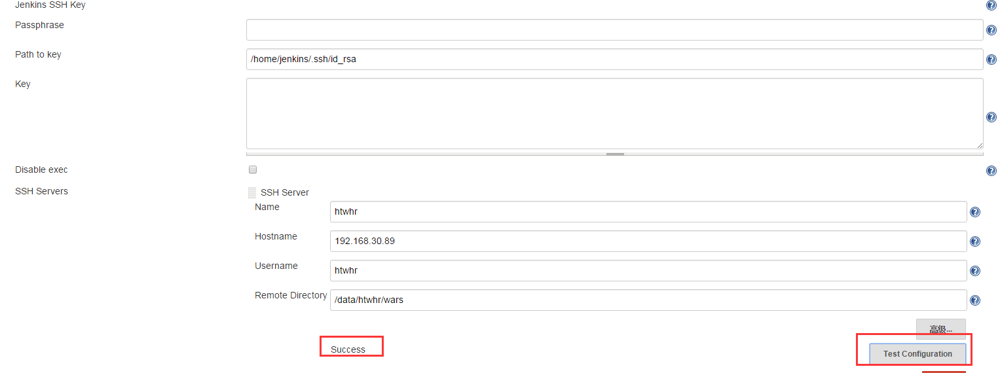 Jenkins SSH Key
Passphrase
Path to key
/home/jenkins/.ssh/id_rsa
Key
Disable exec
SSH Servers
SSH Server
Name
htwhr
Hostname
192.168.30.89
Username
htwhr
Remote Directory
/data/htwhr/wars
高级...
Success
Test Configuration